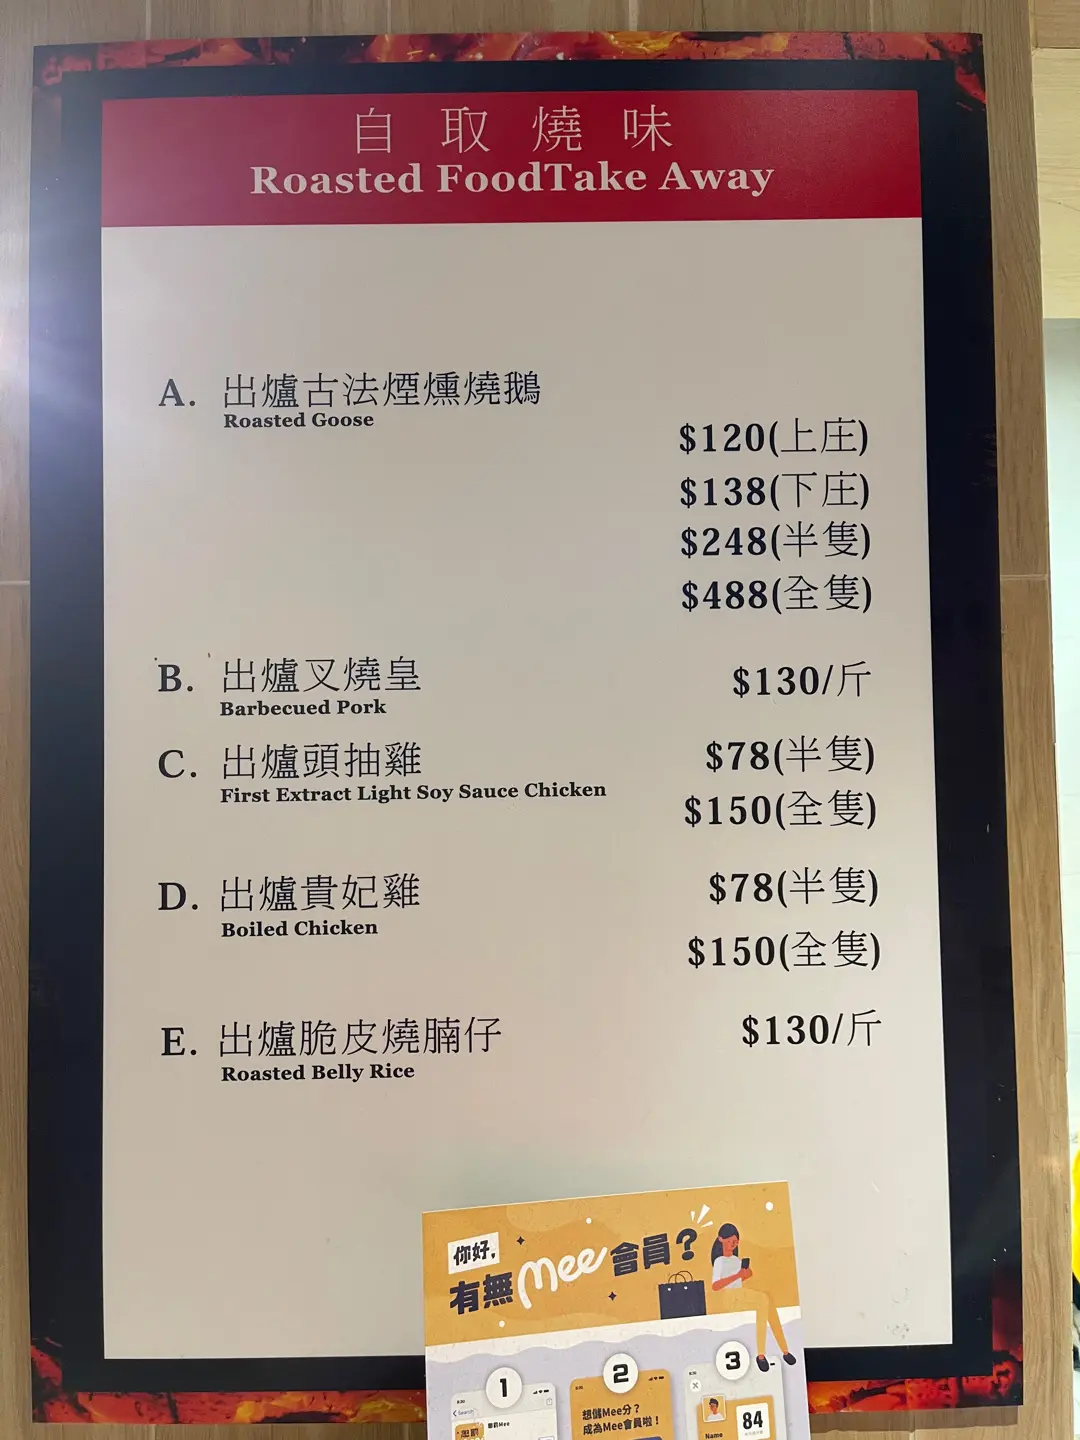 自取燒味
Roasted FoodTake Away
A. 出爐古法煙燻燒鵝
Roasted Goose
$120(上庄)
$138(下庄)
$248(半隻)
$488(全隻)
B. 出爐叉燒皇 $130/斤
Barbecued Pork
C. 出爐頭抽雞 $78(半隻)
First Extract Light Soy Sauce Chicken
$150(全隻)
D. 出爐貴妃雞 $78(半隻)
Boiled Chicken
$150(全隻)
E. 出爐脆皮燒腩仔 $130/斤
Roasted Belly Rice
你好,
有無Mee會員?
1
2
3
Search
想儲Mee分?
成為Mee會員啦!
Name
84